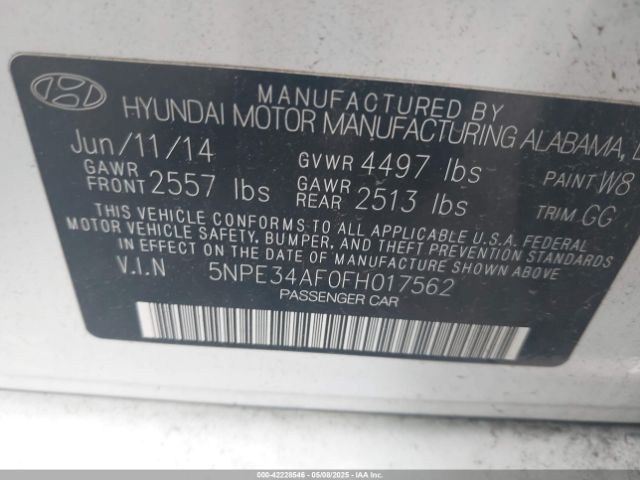 MANUFACTURED BY
HYUNDAI MOTOR MANUFACTURING ALABAMA,
Jun/11/14 GVWR 4497 lbs PAINT W8
GAWR FRONT 2557 lbs GAWR REAR 2513 lbs TRIM GG
THIS VEHICLE CONFORMS TO ALL APPLICABLE U.S.A FEDERAL
MOTOR VEHICLE SAFETY, BUMPER, AND THEFT PREVENTION
STANDARDS IN EFFECT ON THE DATE OF MANUFACTURE SHOWN ABOVE
V.I.N 5NPE34AF0FH017562
PASSENGER CAR
000-42228546 - 05/08/2025 - COPYRIGHT IAA, LLC.